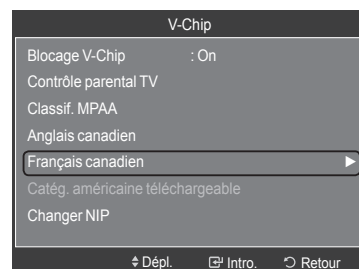 V-Chip
Blocage V-Chip : On
Contrôle parental TV
Classif. MPAA
Anglais canadien
Français canadien
Catég. américaine téléchargeable
Changer NIP
Dépl. Intro. Retour